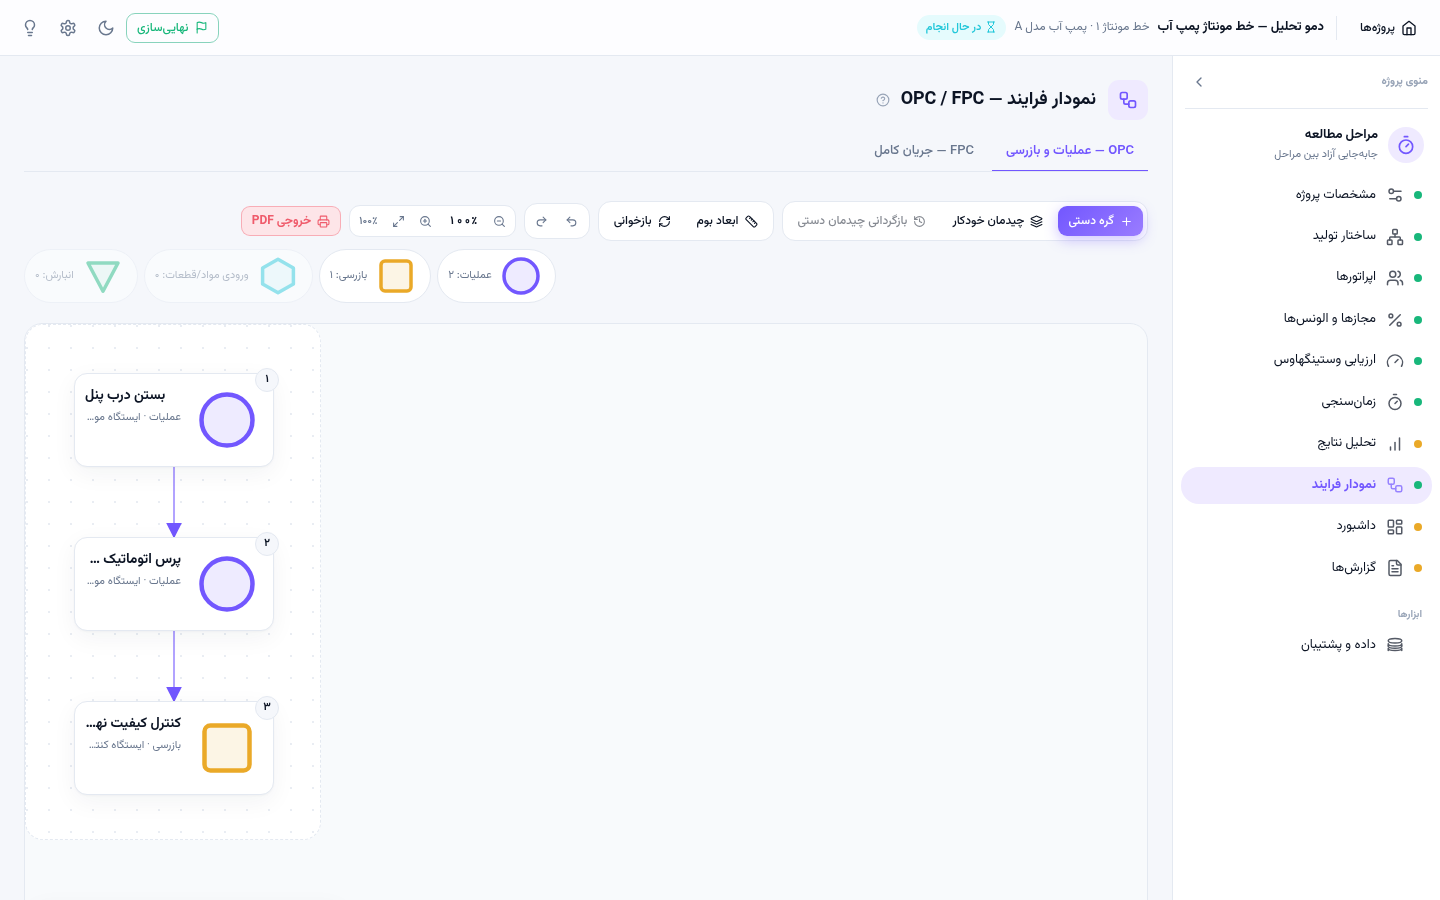 پروژه‌ها
دمو تحلیل — خط مونتاژ پمپ آب
خط مونتاژ ۱ · پمپ آب مدل A
در حال انجام
نهایی‌سازی
منوی پروژه
مراحل مطالعه
جابه‌جایی آزاد بین مراحل
مشخصات پروژه
ساختار تولید
اپراتورها
مجازها و الونس‌ها
ارزیابی وستینگهاوس
زمان‌سنجی
تحلیل نتایج
نمودار فرایند
داشبورد
گزارش‌ها
ابزارها
داده و پشتیبان
نمودار فرایند — OPC / FPC
OPC — عملیات و بازرسی
FPC — جریان کامل
گره دستی
چیدمان خودکار
بازگردانی چیدمان دستی
ابعاد بوم
بازخوانی
۱۰۰٪
۱۰۰٪
خروجی PDF
عملیات: ۲
بازرسی: ۱
ورودی مواد/قطعات: ۰
انبارش: ۰
۱
بستن درب پنل
عملیات · ایستگاه مو...
۲
پرس اتوماتیک ...
عملیات · ایستگاه مو...
۳
کنترل کیفیت نها...
بازرسی · ایستگاه کنتـ...